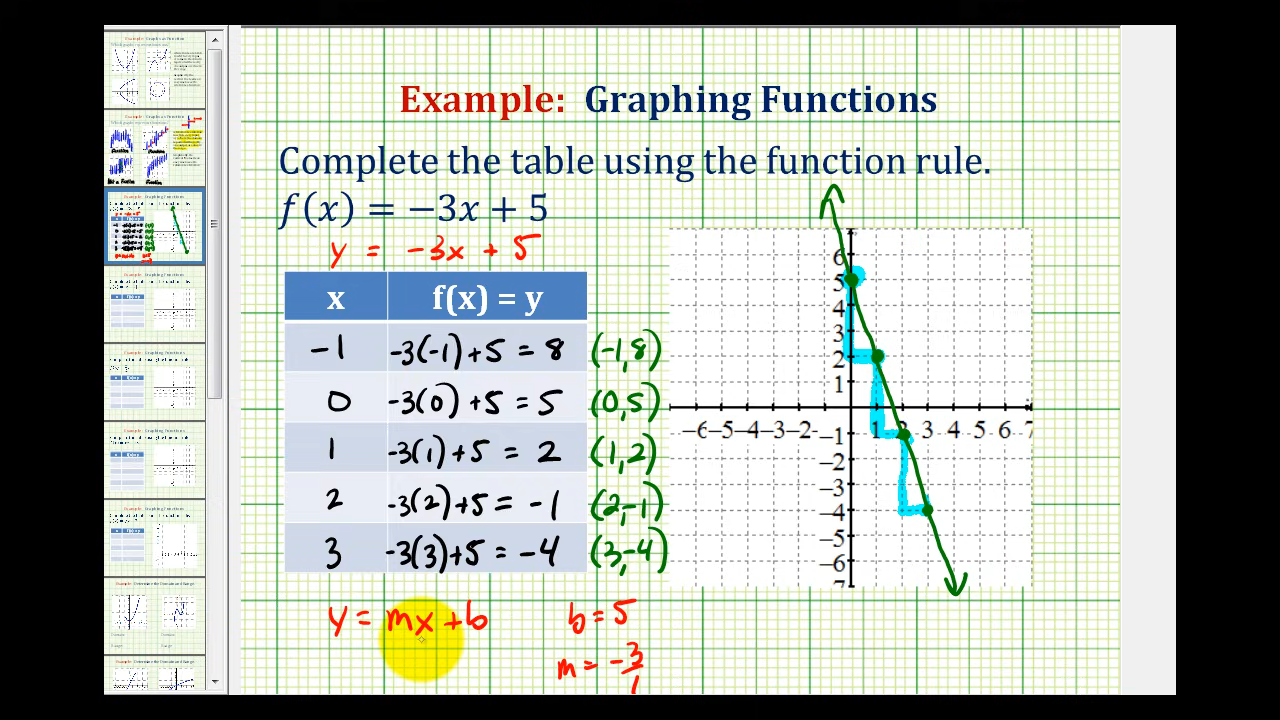 Example: Graphing Functions
Complete the table using the function rule.
f(x) = −3x + 5
y = -3x + 5
x f(x) = y
-1 -3(-1)+5 = 8 (-1,8)
0 -3(0)+5 = 5 (0,5)
1 -3(1)+5 = 2 (1,2)
2 -3(2)+5 = -1 (2,-1)
3 -3(3)+5 = -4 (3,-4)
y = mx+b b = 5
m = -3/1
6
5
4
3
2
1
−6 −5 −4 −3 −2 1 2 3 4 5 6 7
−1
−2
−3
−4
−5
−6
−7